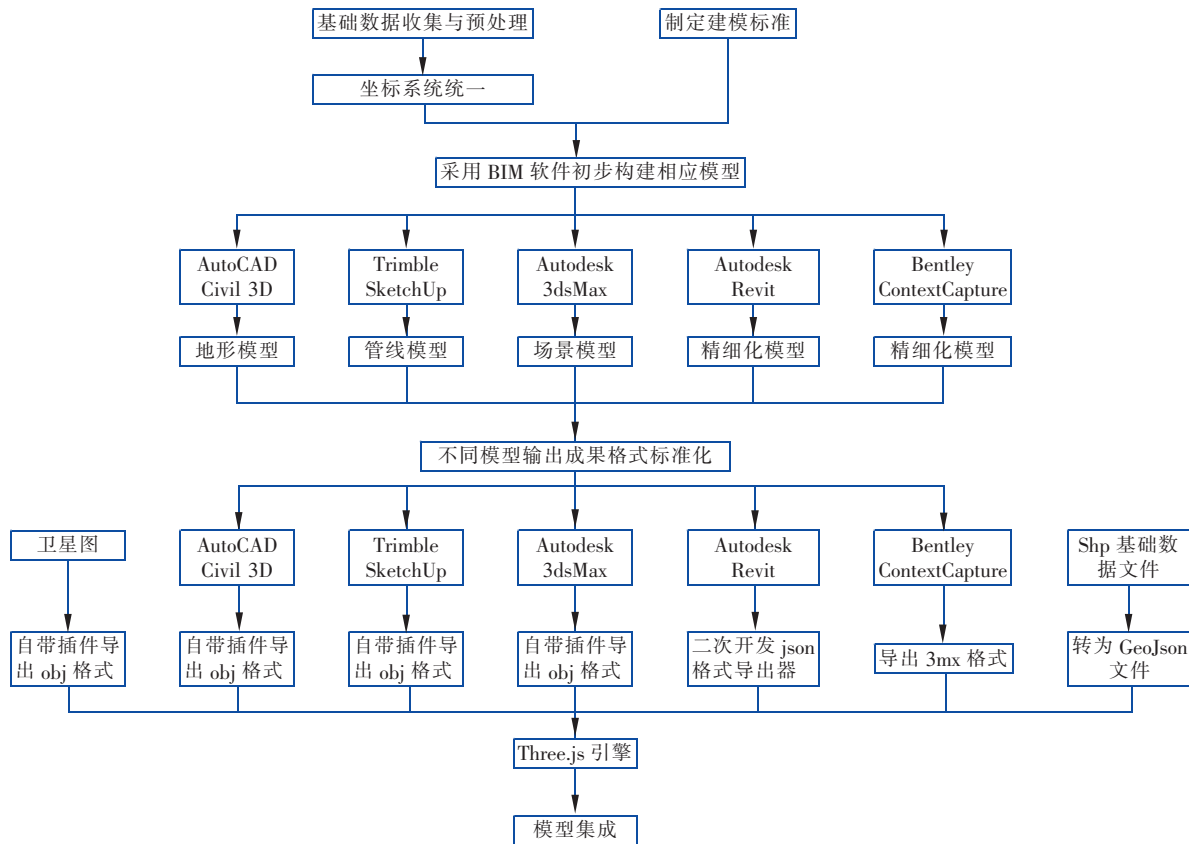 基础数据收集与预处理
制定建模标准
坐标系统统一
采用 BIM 软件初步构建相应模型
AutoCAD
Civil 3D
Trimble
SketchUp
Autodesk
3dsMax
Autodesk
Revit
Bentley
ContextCapture
地形模型
管线模型
场景模型
精细化模型
精细化模型
不同模型输出成果格式标准化
卫星图
AutoCAD
Civil 3D
Trimble
SketchUp
Autodesk
3dsMax
Autodesk
Revit
Bentley
ContextCapture
Shp 基础数
据文件
自带插件导
出 obj 格式
自带插件导
出 obj 格式
自带插件导
出 obj 格式
自带插件导
出 obj 格式
二次开发 json
格式导出器
导出 3mx 格式
转为 GeoJson
文件
Three.js 引擎
模型集成